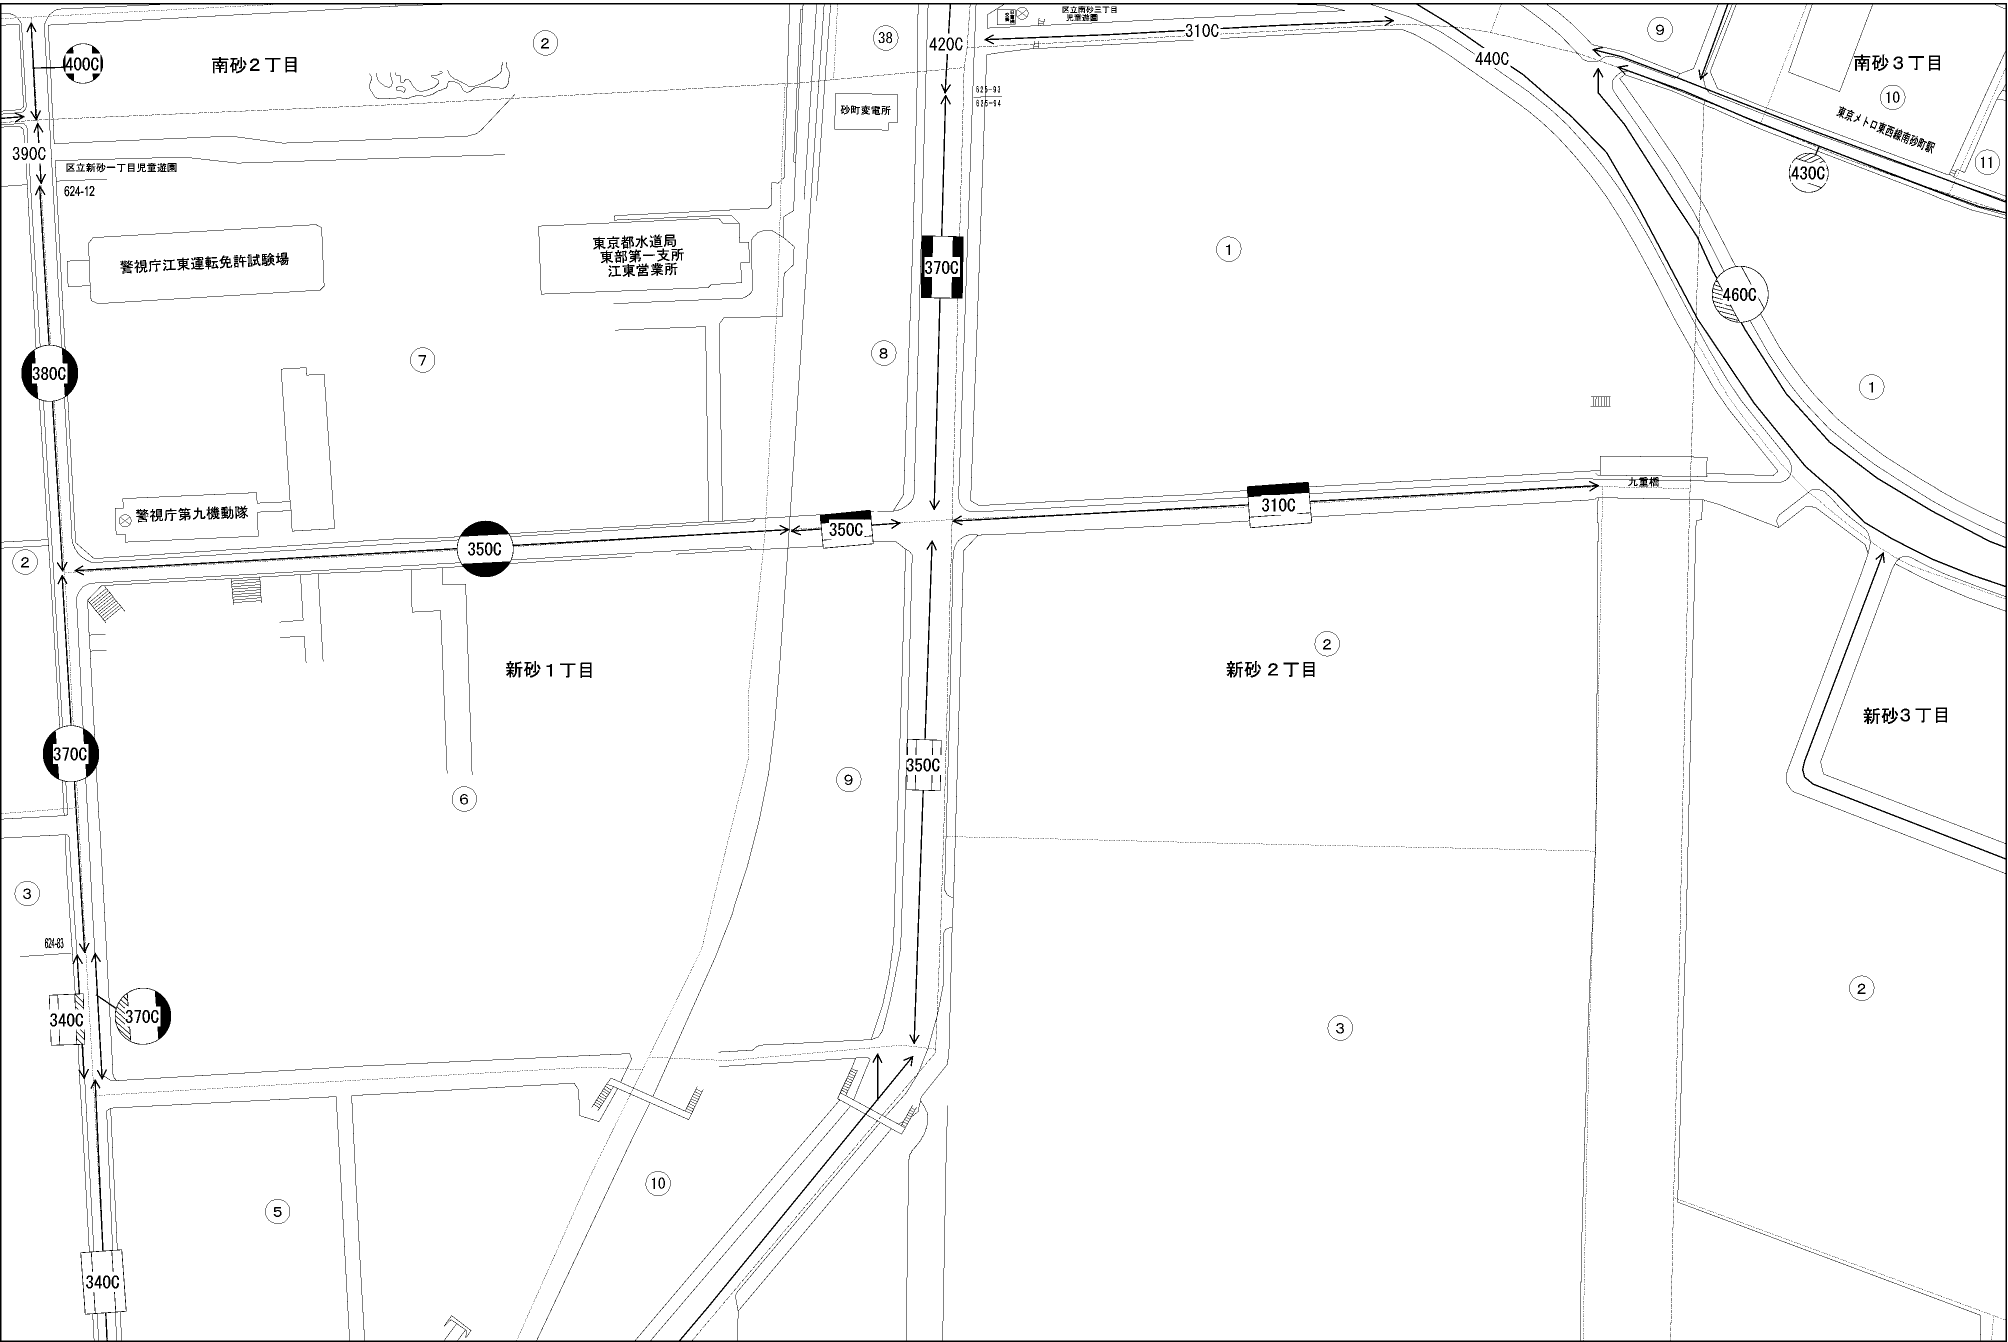 区立南砂三丁目
児童遊園
②
㊳
420C
310C
⑨
440C
400C
南砂２丁目
南砂３丁目
⑩
625-93
625-94
砂町変電所
東京メトロ東西線南砂町駅
390C
区立新砂一丁目児童遊園
624-12
⑪
430C
警視庁江東運転免許試験場
東京都水道局
東部第一支所
江東営業所
370C
①
460C
⑦
⑧
380C
①
九重橋
警視庁第九機動隊
350C
350C
310C
②
新砂１丁目
新砂２丁目
②
新砂３丁目
370C
350C
⑥
⑨
③
624-83
②
340C
370C
③
⑩
⑤
340C